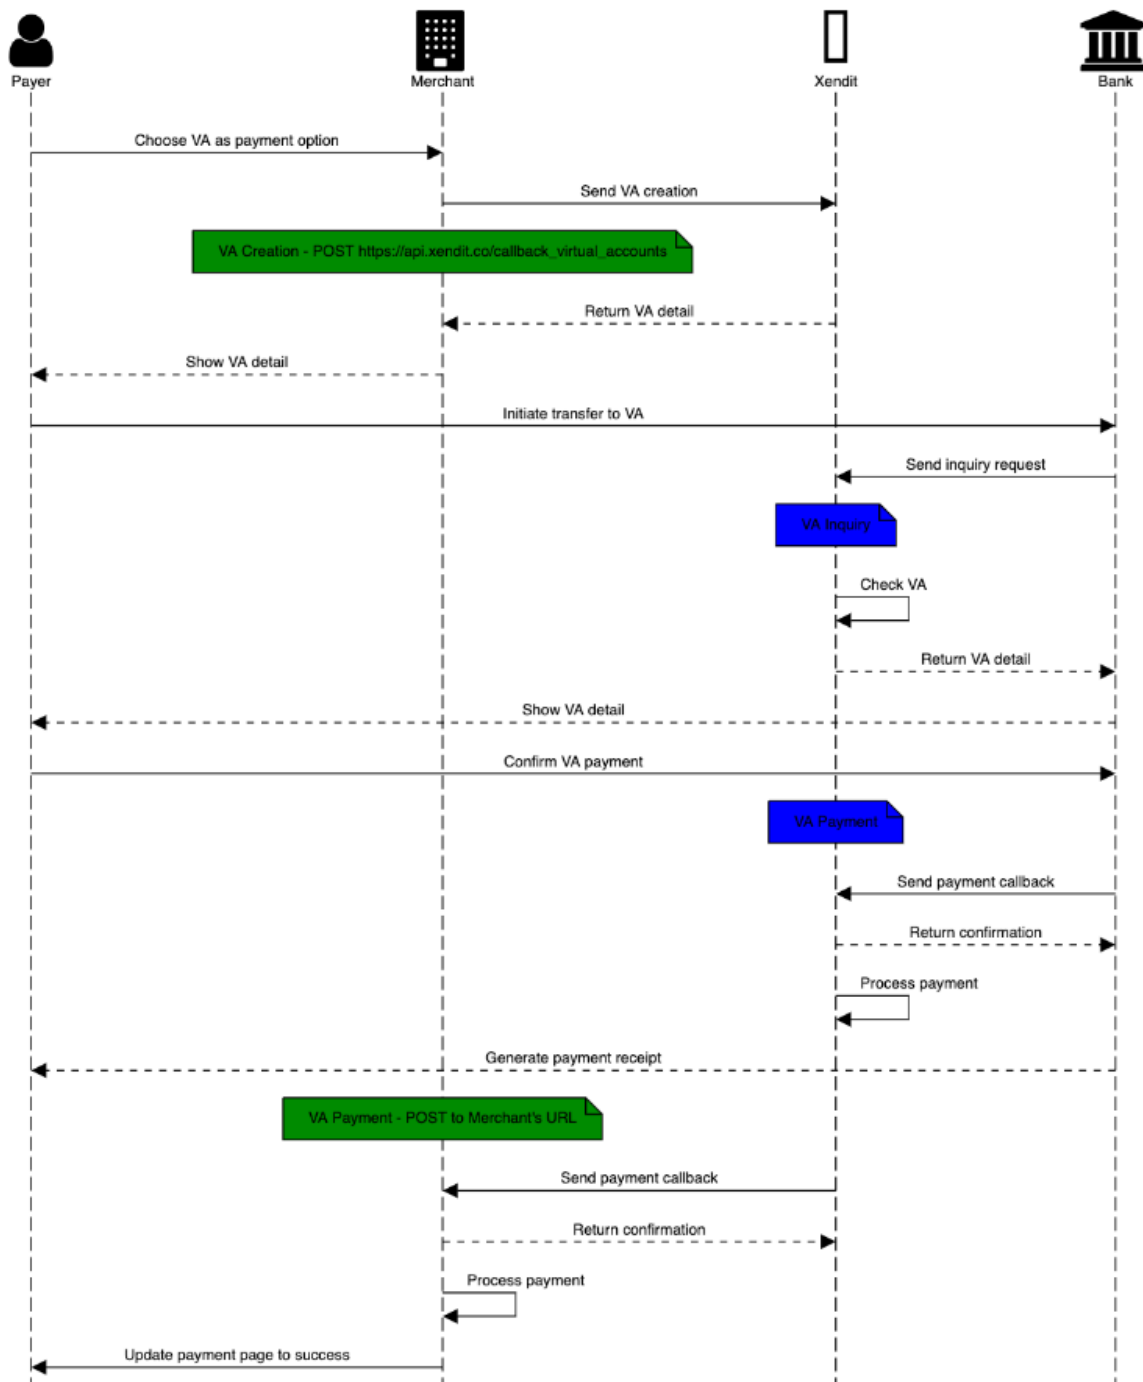 Payer
Merchant
Xendit
Bank
Choose VA as payment option
Send VA creation
VA Creation - POST https://api.xendit.co/callback_virtual_accounts
Return VA detail
Show VA detail
Initiate transfer to VA
Send inquiry request
VA Inquiry
Check VA
Return VA detail
Show VA detail
Confirm VA payment
VA Payment
Send payment callback
Return confirmation
Process payment
Generate payment receipt
VA Payment - POST to Merchant's URL
Send payment callback
Return confirmation
Process payment
Update payment page to success